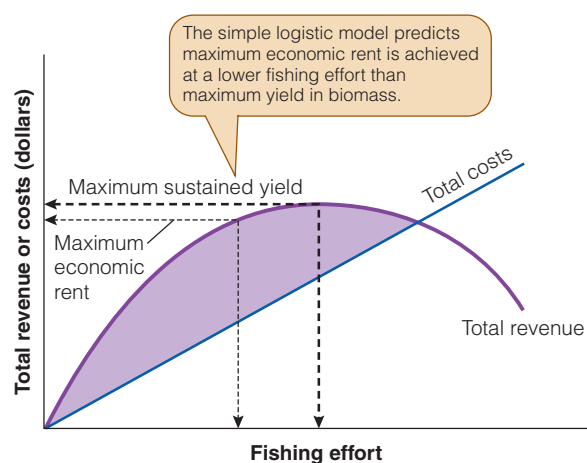 The simple logistic model predicts
maximum economic rent is achieved
at a lower fishing effort than
maximum yield in biomass.
Total revenue or costs (dollars)
Maximum sustained yield
Total costs
Maximum
economic
rent
Total revenue
Fishing effort